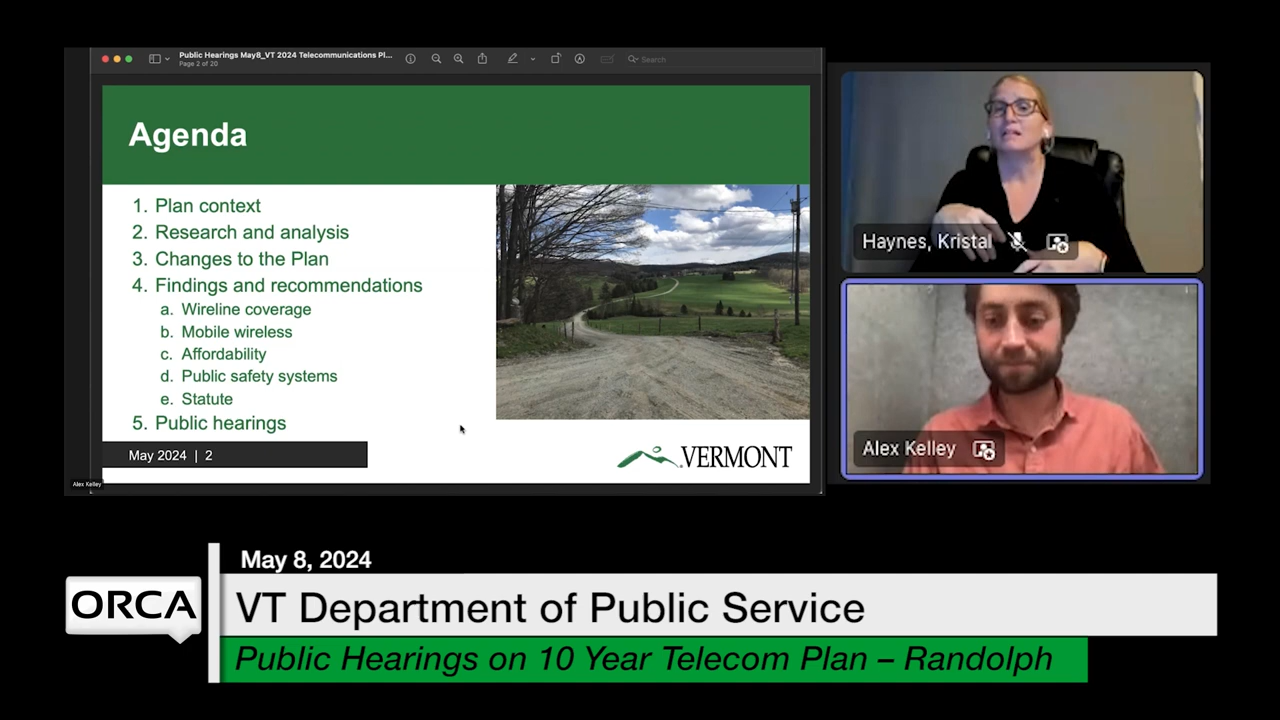 Public Hearings May8_VT 2024 Telecommunications Pl...
Page 2 of 20
Search
Agenda
1. Plan context
2. Research and analysis
3. Changes to the Plan
4. Findings and recommendations
a. Wireline coverage
b. Mobile wireless
c. Affordability
d. Public safety systems
e. Statute
5. Public hearings
May 2024 | 2
VERMONT
Alex Kelley
Haynes, Kristal
Alex Kelley
May 8, 2024
ORCA
VT Department of Public Service
Public Hearings on 10 Year Telecom Plan – Randolph